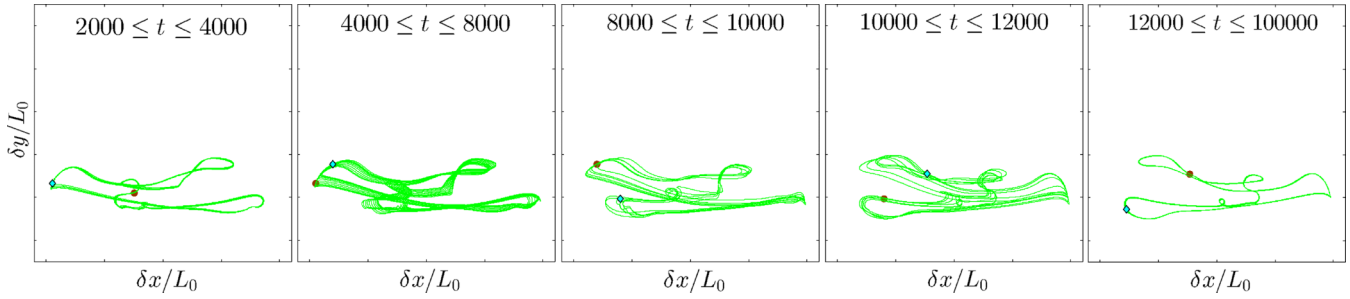 2000 ≤ t ≤ 4000
4000 ≤ t ≤ 8000
8000 ≤ t ≤ 10000
10000 ≤ t ≤ 12000
12000 ≤ t ≤ 100000
δy/L₀
δx/L₀
δx/L₀
δx/L₀
δx/L₀
δx/L₀